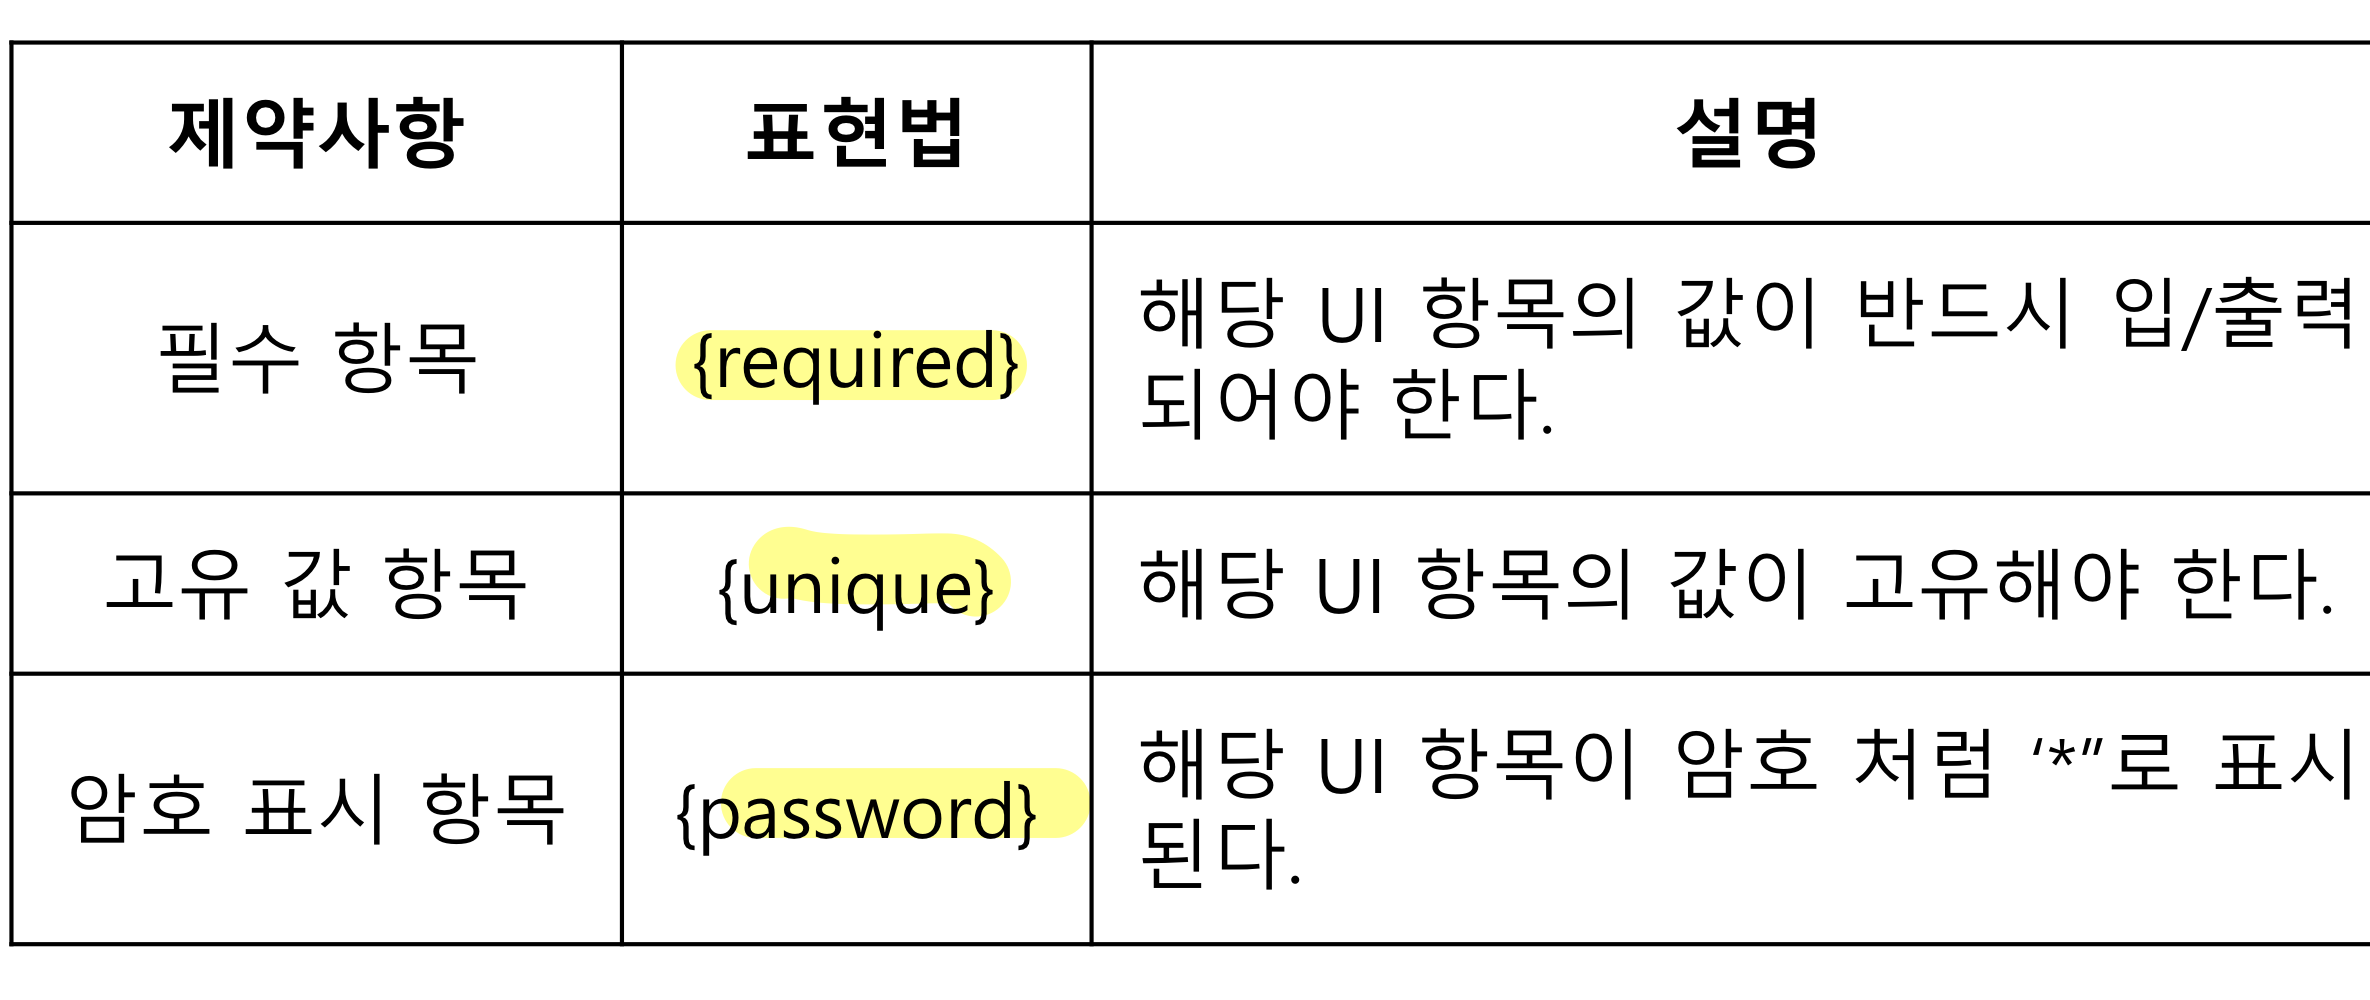 제약사항 표현법 설명
필수 항목 {required} 해당 UI 항목의 값이 반드시 입/출력
되어야 한다.
고유 값 항목 {unique} 해당 UI 항목의 값이 고유해야 한다.
암호 표시 항목 {password} 해당 UI 항목이 암호 처럼 ‘*”로 표시
된다.